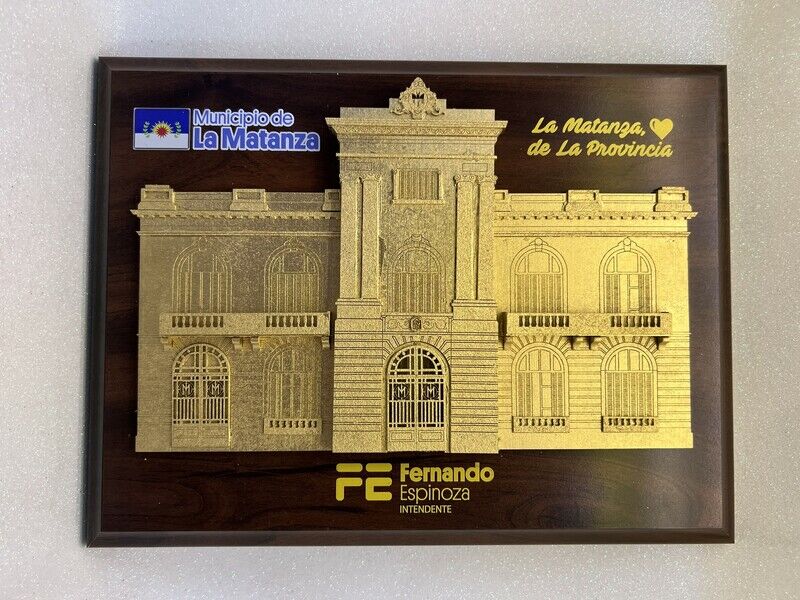 Municipio de
La Matanza
La Matanza,
de La Provincia
FE
Fernando
Espinoza
INTENDENTE